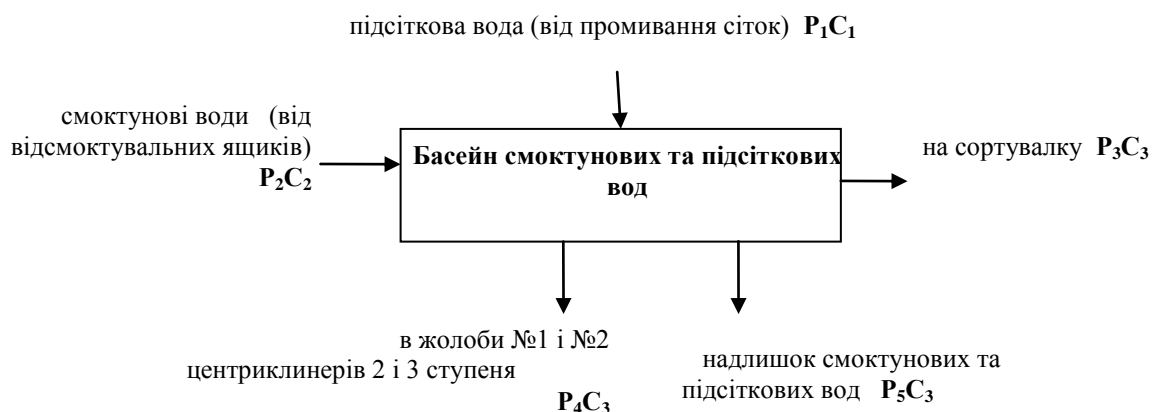 підсіткова вода (від промивання сіток) P₁C₁
смоктунові води (від
відсмоктувальних ящиків)
P₂C₂
Басейн смоктунових та підсіткових
вод
на сортувалку P₃C₃
в жолоби №1 і №2
центриклинерів 2 і 3 ступеня
P₄C₃
надлишок смоктунових та
підсіткових вод P₅C₃